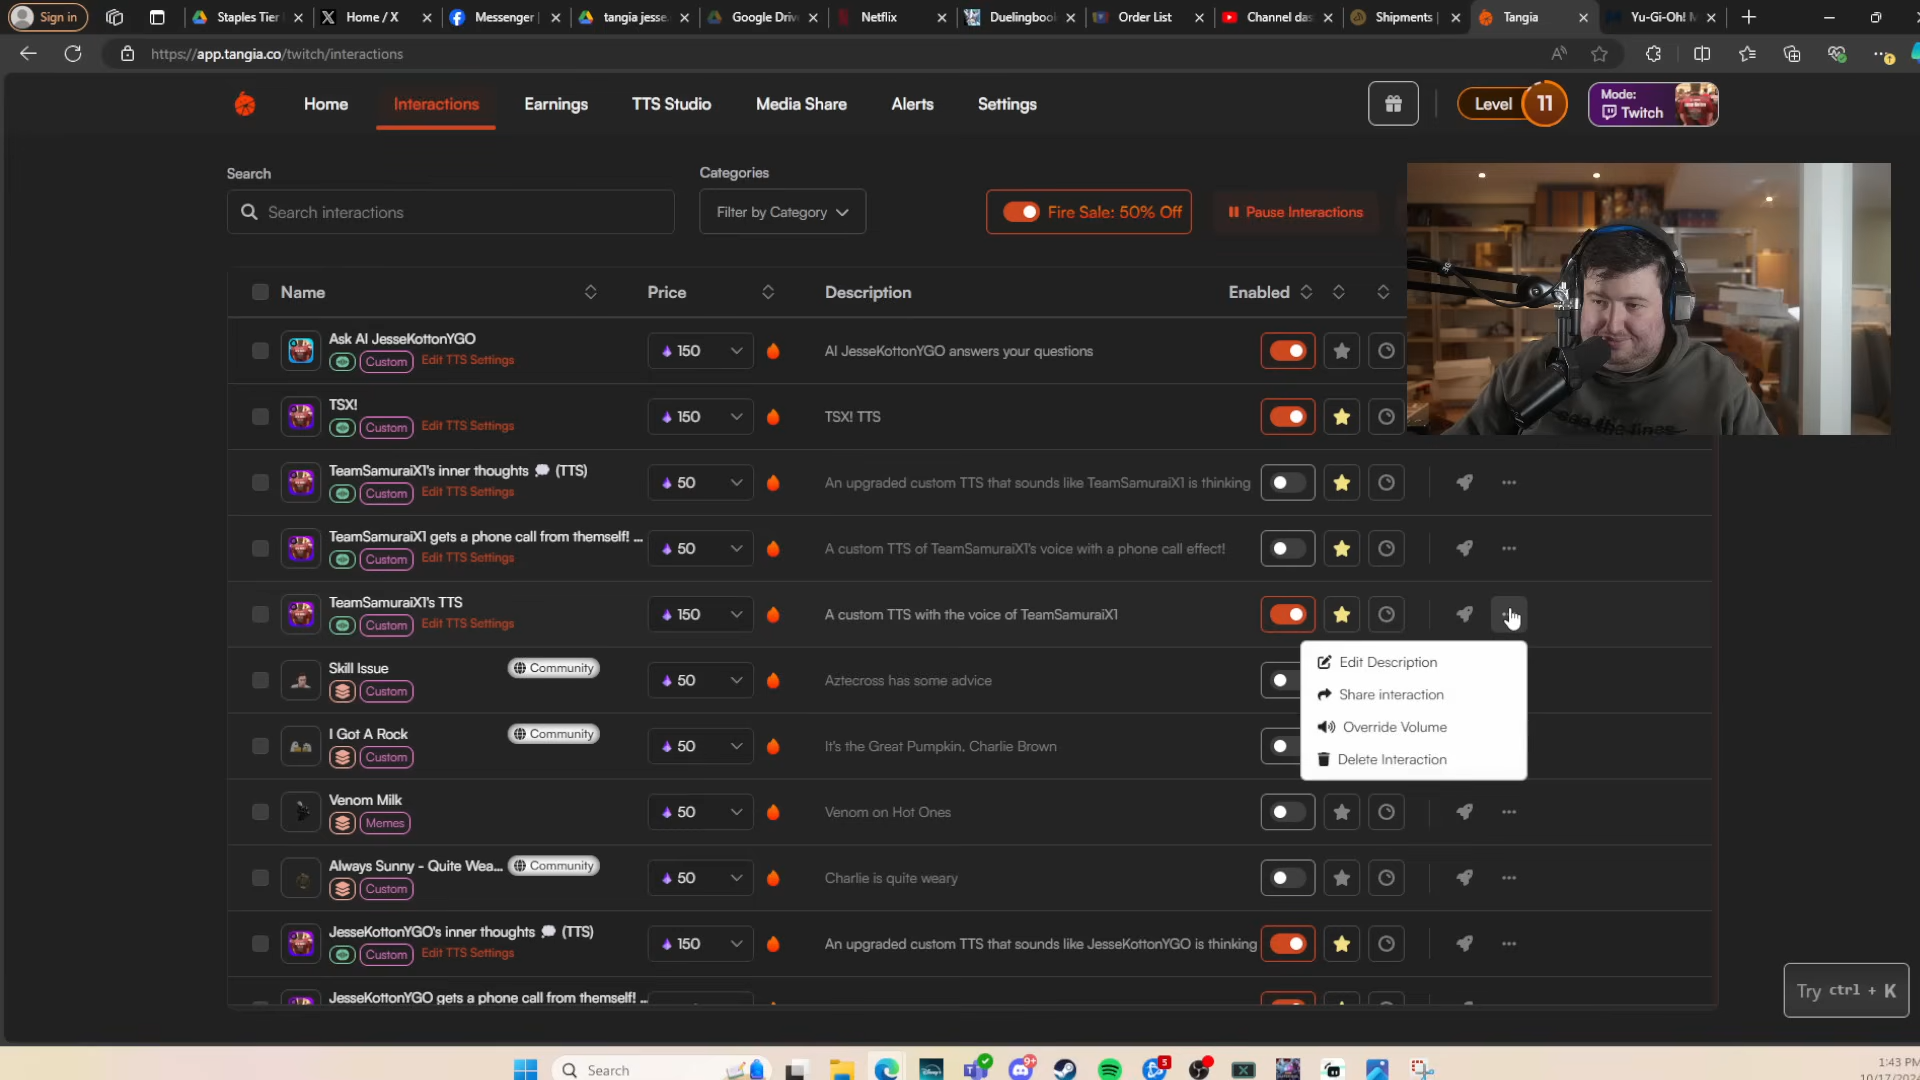 Sign in
Staples Tier
Home / X
Messenger
tangia jesse
Google Driv
Netflix
Duelingboo
Order List
Channel das
Shipments
Tangia
Yu-Gi-Oh!
https://app.tangia.co/twitch/interactions
Home
Interactions
Earnings
TTS Studio
Media Share
Alerts
Settings
Level 11
Mode:
Twitch
Search
Search interactions
Categories
Filter by Category
Fire Sale: 50% Off
Pause Interactions
Name
Price
Description
Enabled
Ask AI JesseKottonYGO
Custom Edit TTS Settings
150
AI JesseKottonYGO answers your questions
TSX!
Custom Edit TTS Settings
150
TSX! TTS
TeamSamuraiX1's inner thoughts 💭 (TTS)
Custom Edit TTS Settings
50
An upgraded custom TTS that sounds like TeamSamuraiX1 is thinking
TeamSamuraiX1 gets a phone call from themself! ...
Custom Edit TTS Settings
50
A custom TTS of TeamSamuraiX1's voice with a phone call effect!
TeamSamuraiX1's TTS
Custom Edit TTS Settings
150
A custom TTS with the voice of TeamSamuraiX1
Edit Description
Share interaction
Override Volume
Delete Interaction
Skill Issue
Community
Custom
50
Aztecross has some advice
I Got A Rock
Community
Custom
50
It's the Great Pumpkin, Charlie Brown
Venom Milk
Memes
50
Venom on Hot Ones
Always Sunny - Quite Wea...
Community
Custom
50
Charlie is quite weary
JesseKottonYGO's inner thoughts 💭 (TTS)
Custom Edit TTS Settings
150
An upgraded custom TTS that sounds like JesseKottonYGO is thinking
JesseKottonYGO gets a phone call from themself! ...
Try ctrl + K
Search
1:43 PM